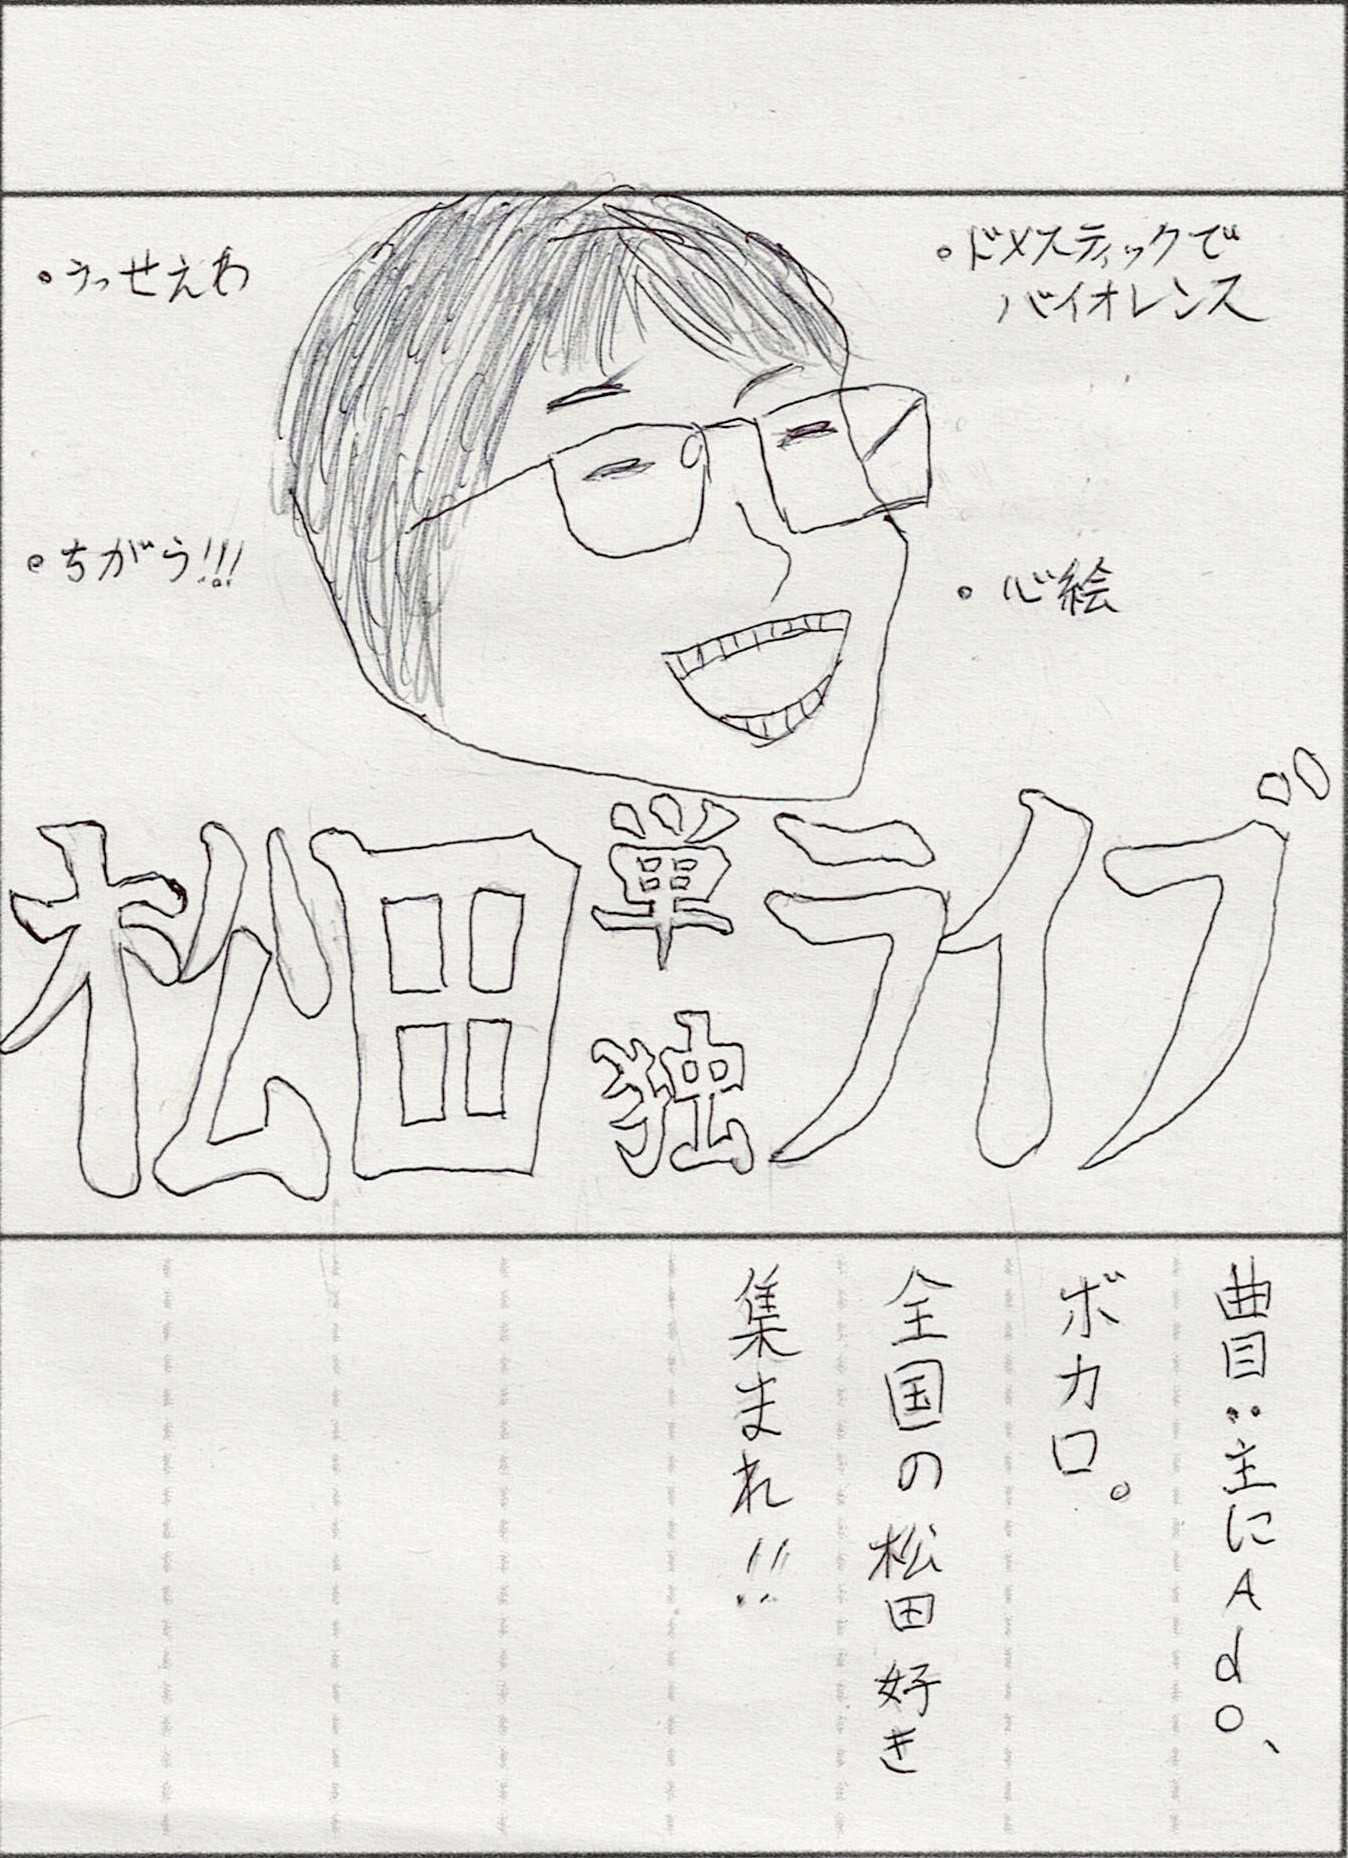 ・うっせえわ
・ドメスティックで
バイオレンス
・ちがう!!!
・心絵
松田単独ライブ
曲目:主にAdo、
ボカロ。
全国の松田好き
集まれ!!